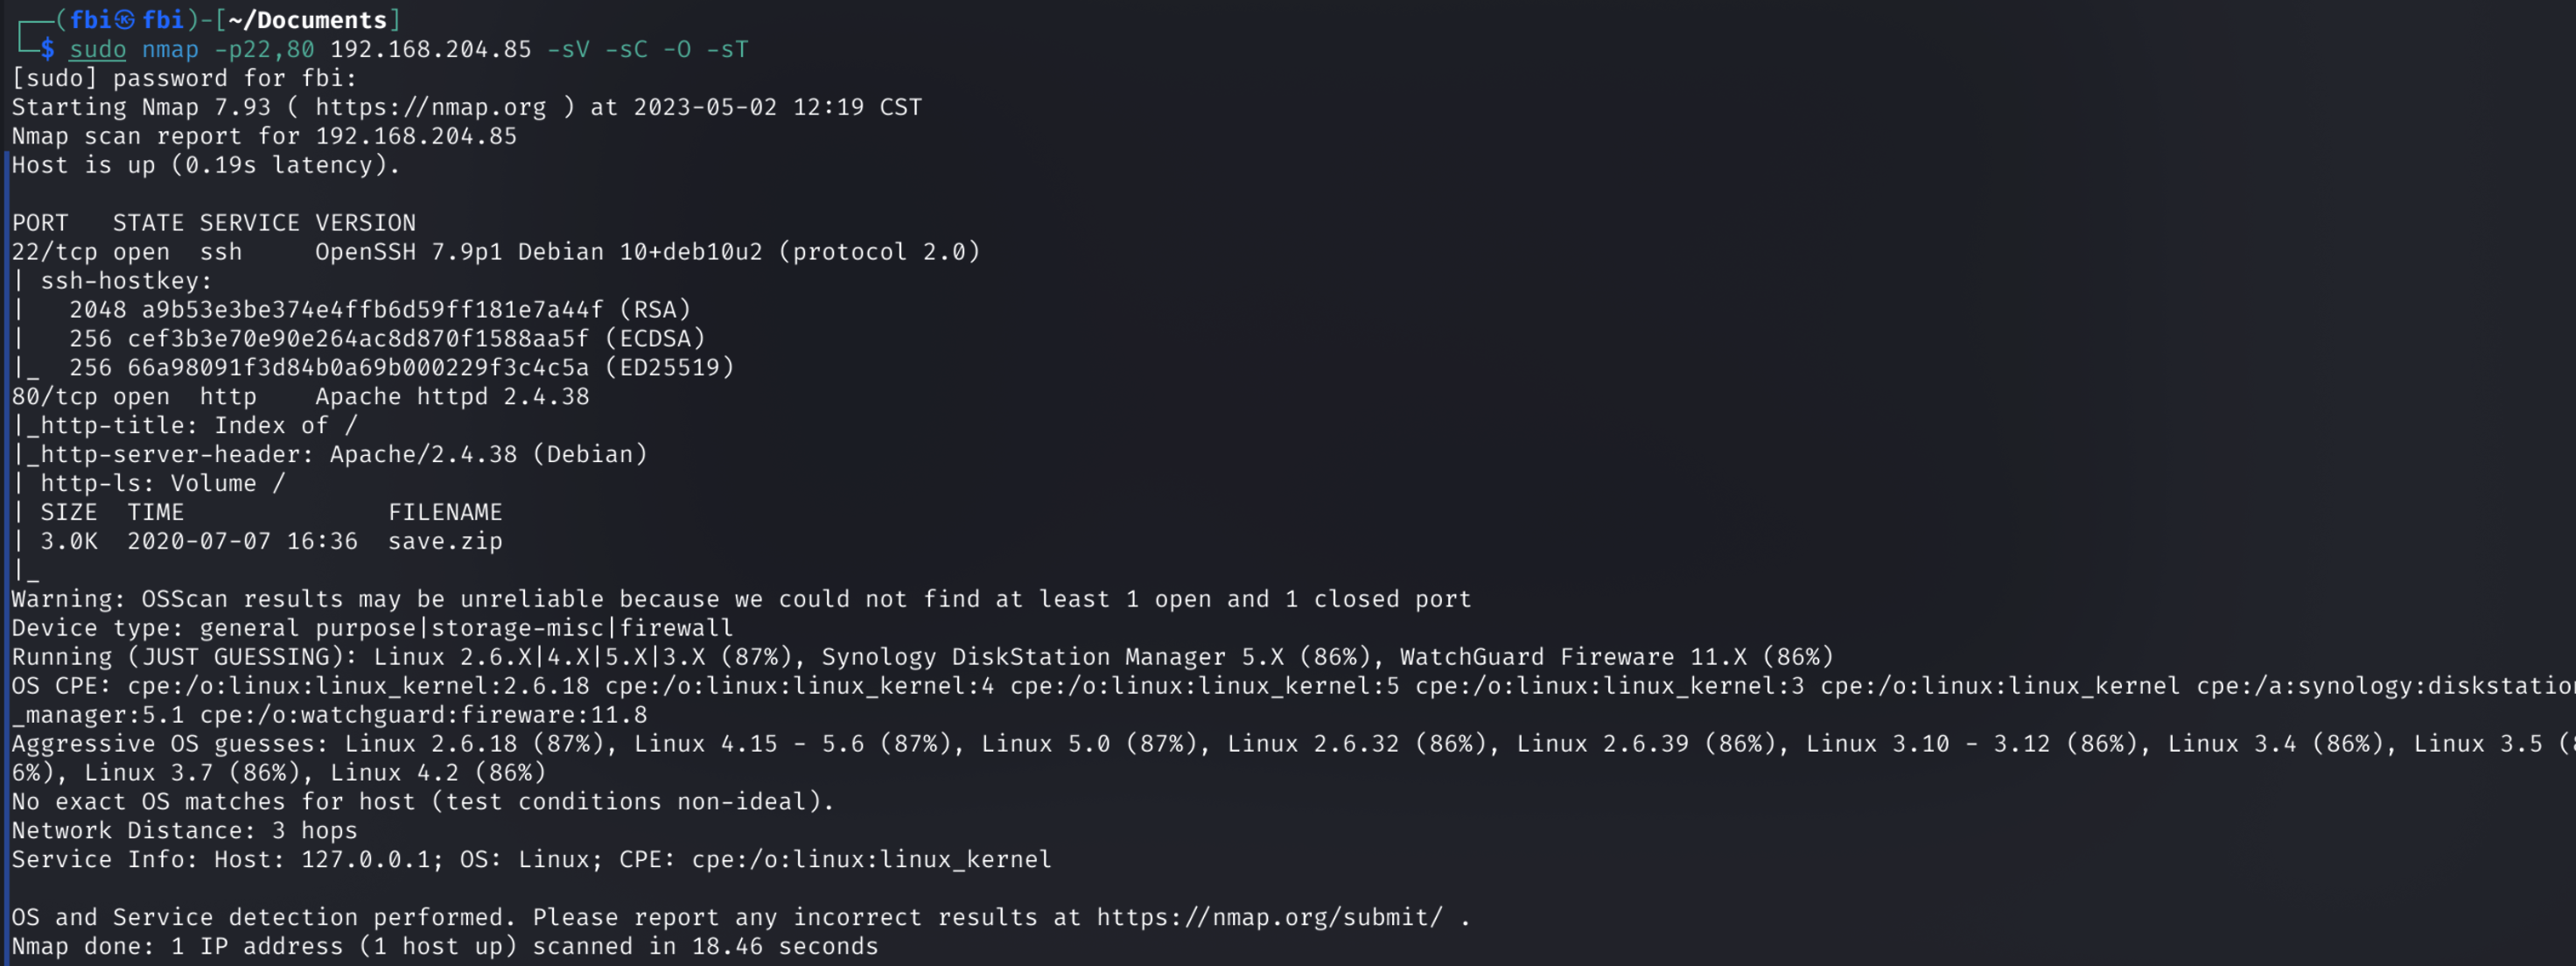 ┌──(fbi㉿fbi)-[~/Documents]
└─$ sudo nmap -p22,80 192.168.204.85 -sV -sC -O -sT
[sudo] password for fbi:
Starting Nmap 7.93 ( https://nmap.org ) at 2023-05-02 12:19 CST
Nmap scan report for 192.168.204.85
Host is up (0.19s latency).

PORT   STATE SERVICE VERSION
22/tcp open  ssh     OpenSSH 7.9p1 Debian 10+deb10u2 (protocol 2.0)
| ssh-hostkey:
|   2048 a9b53e3be374e4ffb6d59ff181e7a44f (RSA)
|   256 cef3b3e70e90e264ac8d870f1588aa5f (ECDSA)
|_  256 66a98091f3d84b0a69b000229f3c4c5a (ED25519)
80/tcp open  http    Apache httpd 2.4.38
|_http-title: Index of /
|_http-server-header: Apache/2.4.38 (Debian)
| http-ls: Volume /
| SIZE  TIME              FILENAME
| 3.0K  2020-07-07 16:36  save.zip
|_
Warning: OSScan results may be unreliable because we could not find at least 1 open and 1 closed port
Device type: general purpose|storage-misc|firewall
Running (JUST GUESSING): Linux 2.6.X|4.X|5.X|3.X (87%), Synology DiskStation Manager 5.X (86%), WatchGuard Fireware 11.X (86%)
OS CPE: cpe:/o:linux:linux_kernel:2.6.18 cpe:/o:linux:linux_kernel:4 cpe:/o:linux:linux_kernel:5 cpe:/o:linux:linux_kernel:3 cpe:/o:linux:linux_kernel cpe:/a:synology:diskstation
_manager:5.1 cpe:/o:watchguard:fireware:11.8
Aggressive OS guesses: Linux 2.6.18 (87%), Linux 4.15 - 5.6 (87%), Linux 5.0 (87%), Linux 2.6.32 (86%), Linux 2.6.39 (86%), Linux 3.10 - 3.12 (86%), Linux 3.4 (86%), Linux 3.5 (
6%), Linux 3.7 (86%), Linux 4.2 (86%)
No exact OS matches for host (test conditions non-ideal).
Network Distance: 3 hops
Service Info: Host: 127.0.0.1; OS: Linux; CPE: cpe:/o:linux:linux_kernel

OS and Service detection performed. Please report any incorrect results at https://nmap.org/submit/ .
Nmap done: 1 IP address (1 host up) scanned in 18.46 seconds